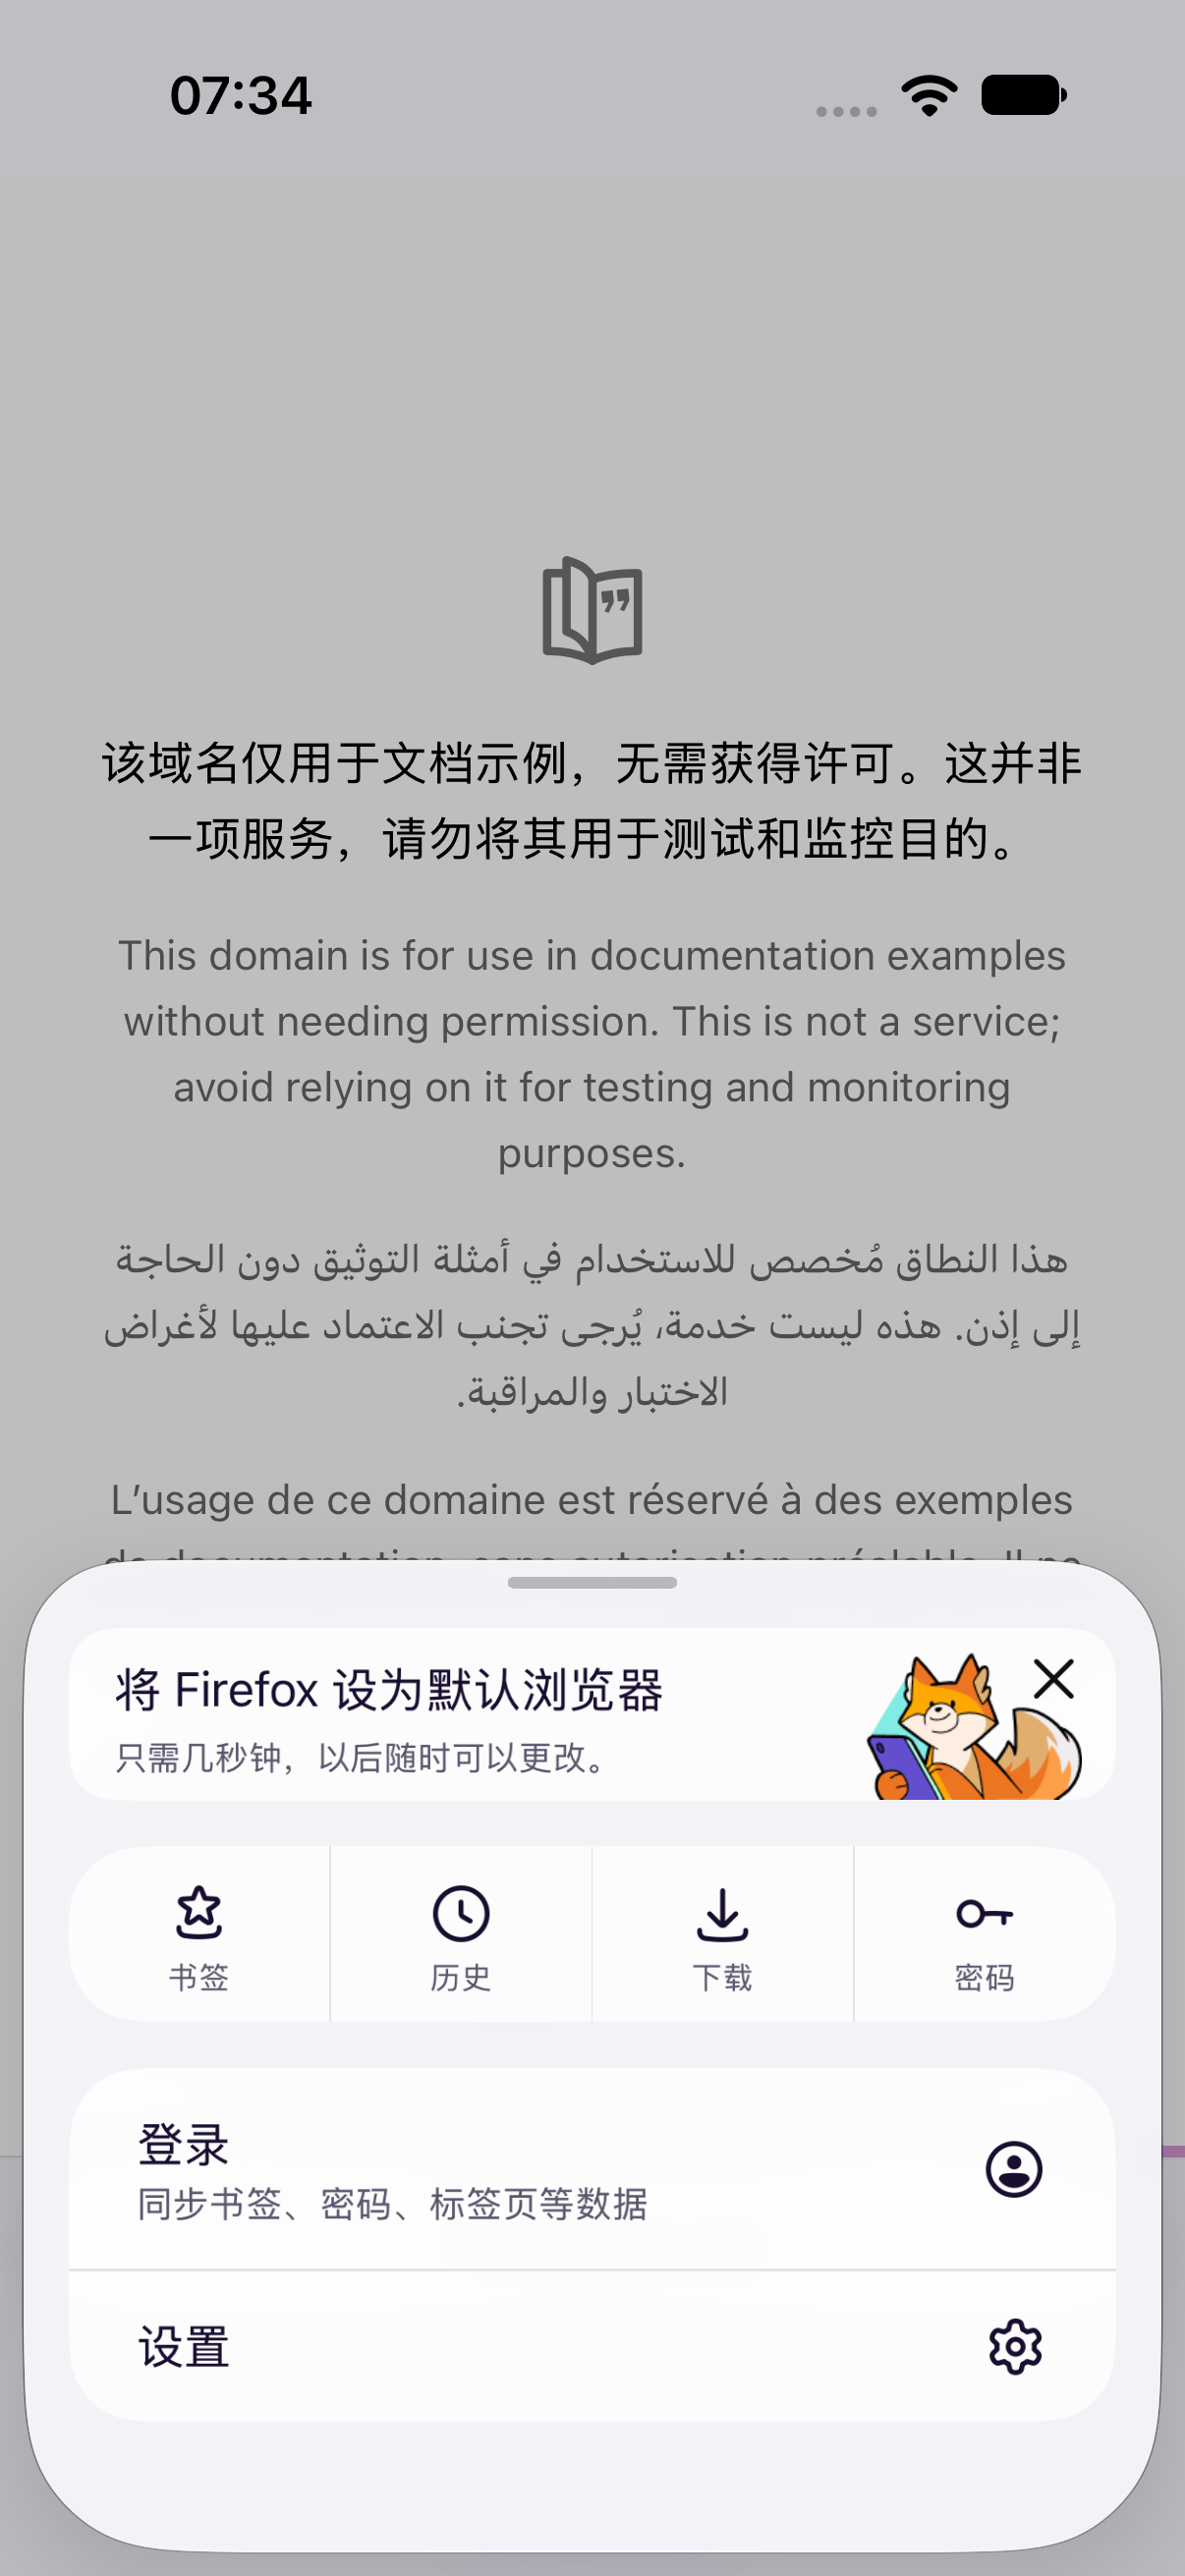 07:34
该域名仅用于文档示例，无需获得许可。这并非
一项服务，请勿将其用于测试和监控目的。
This domain is for use in documentation examples
without needing permission. This is not a service;
avoid relying on it for testing and monitoring
purposes.
هذا النطاق مُخصص للاستخدام في أمثلة التوثيق دون الحاجة
إلى إذن. هذه ليست خدمة، يُرجى تجنب الاعتماد عليها لأغراض
الاختبار والمراقبة.
L’usage de ce domaine est réservé à des exemples
de documentation, sans autorisation préalable. Il ne
将 Firefox 设为默认浏览器
只需几秒钟，以后随时可以更改。
书签
历史
下载
密码
登录
同步书签、密码、标签页等数据
设置